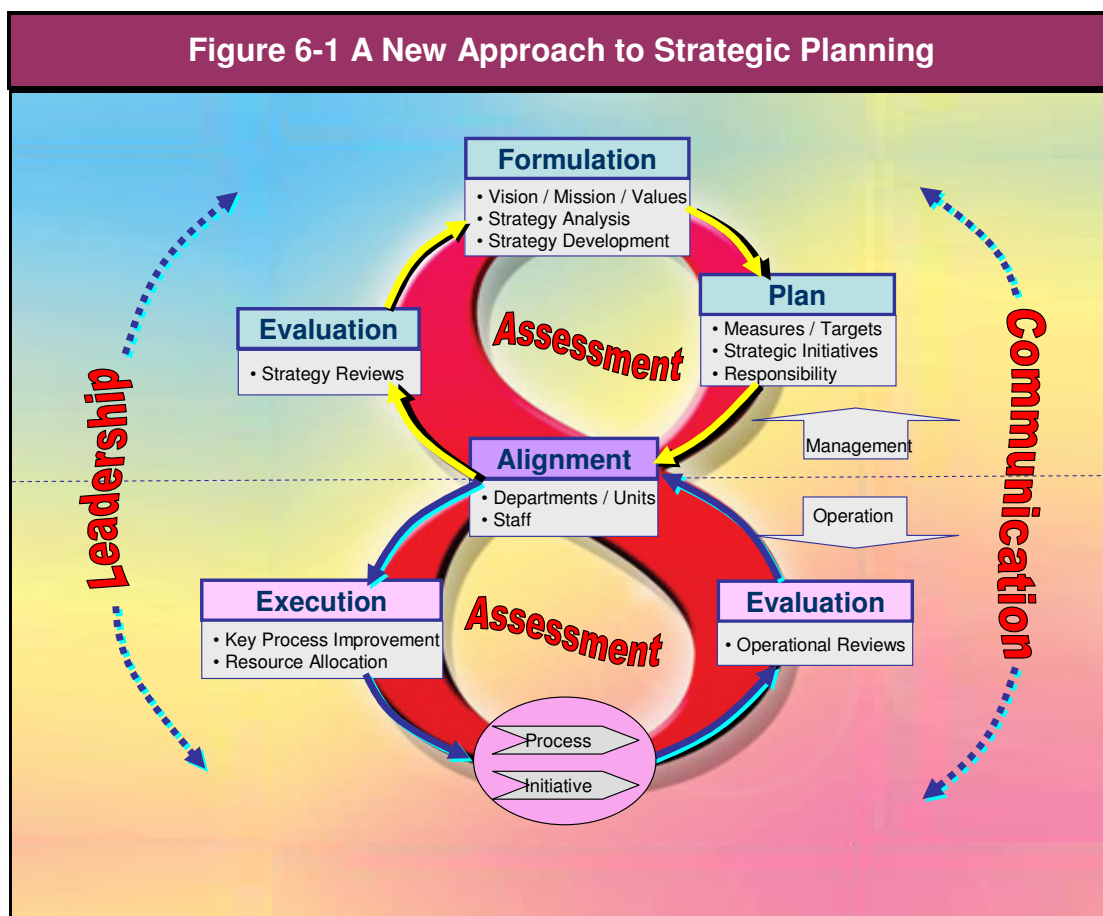 Figure 6-1 A New Approach to Strategic Planning
Formulation
• Vision / Mission / Values
• Strategy Analysis
• Strategy Development
Plan
• Measures / Targets
• Strategic Initiatives
• Responsibility
Evaluation
• Strategy Reviews
Assessment
Leadership
Communication
Management
Alignment
• Departments / Units
• Staff
Operation
Execution
• Key Process Improvement
• Resource Allocation
Assessment
Evaluation
• Operational Reviews
Process
Initiative